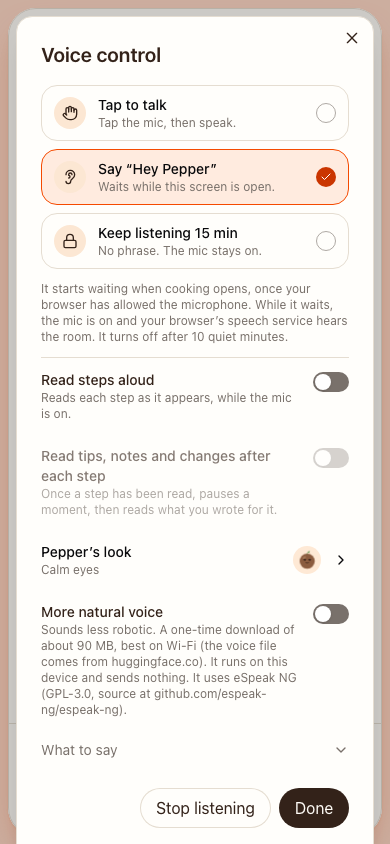 Voice control
Tap to talk
Tap the mic, then speak.
Say “Hey Pepper”
Waits while this screen is open.
Keep listening 15 min
No phrase. The mic stays on.
It starts waiting when cooking opens, once your
browser has allowed the microphone. While it waits,
the mic is on and your browser’s speech service hears
the room. It turns off after 10 quiet minutes.
Read steps aloud
Reads each step as it appears, while the mic
is on.
Read tips, notes and changes after
each step
Once a step has been read, pauses a
moment, then reads what you wrote for it.
Pepper’s look
Calm eyes
More natural voice
Sounds less robotic. A one-time download of
about 90 MB, best on Wi-Fi (the voice file
comes from huggingface.co). It runs on this
device and sends nothing. It uses eSpeak NG
(GPL-3.0, source at github.com/espeak-
ng/espeak-ng).
What to say
Stop listening
Done